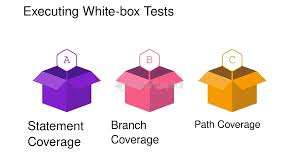 Executing White-box Tests
A
B
C
Statement
Coverage
Branch
Coverage
Path Coverage